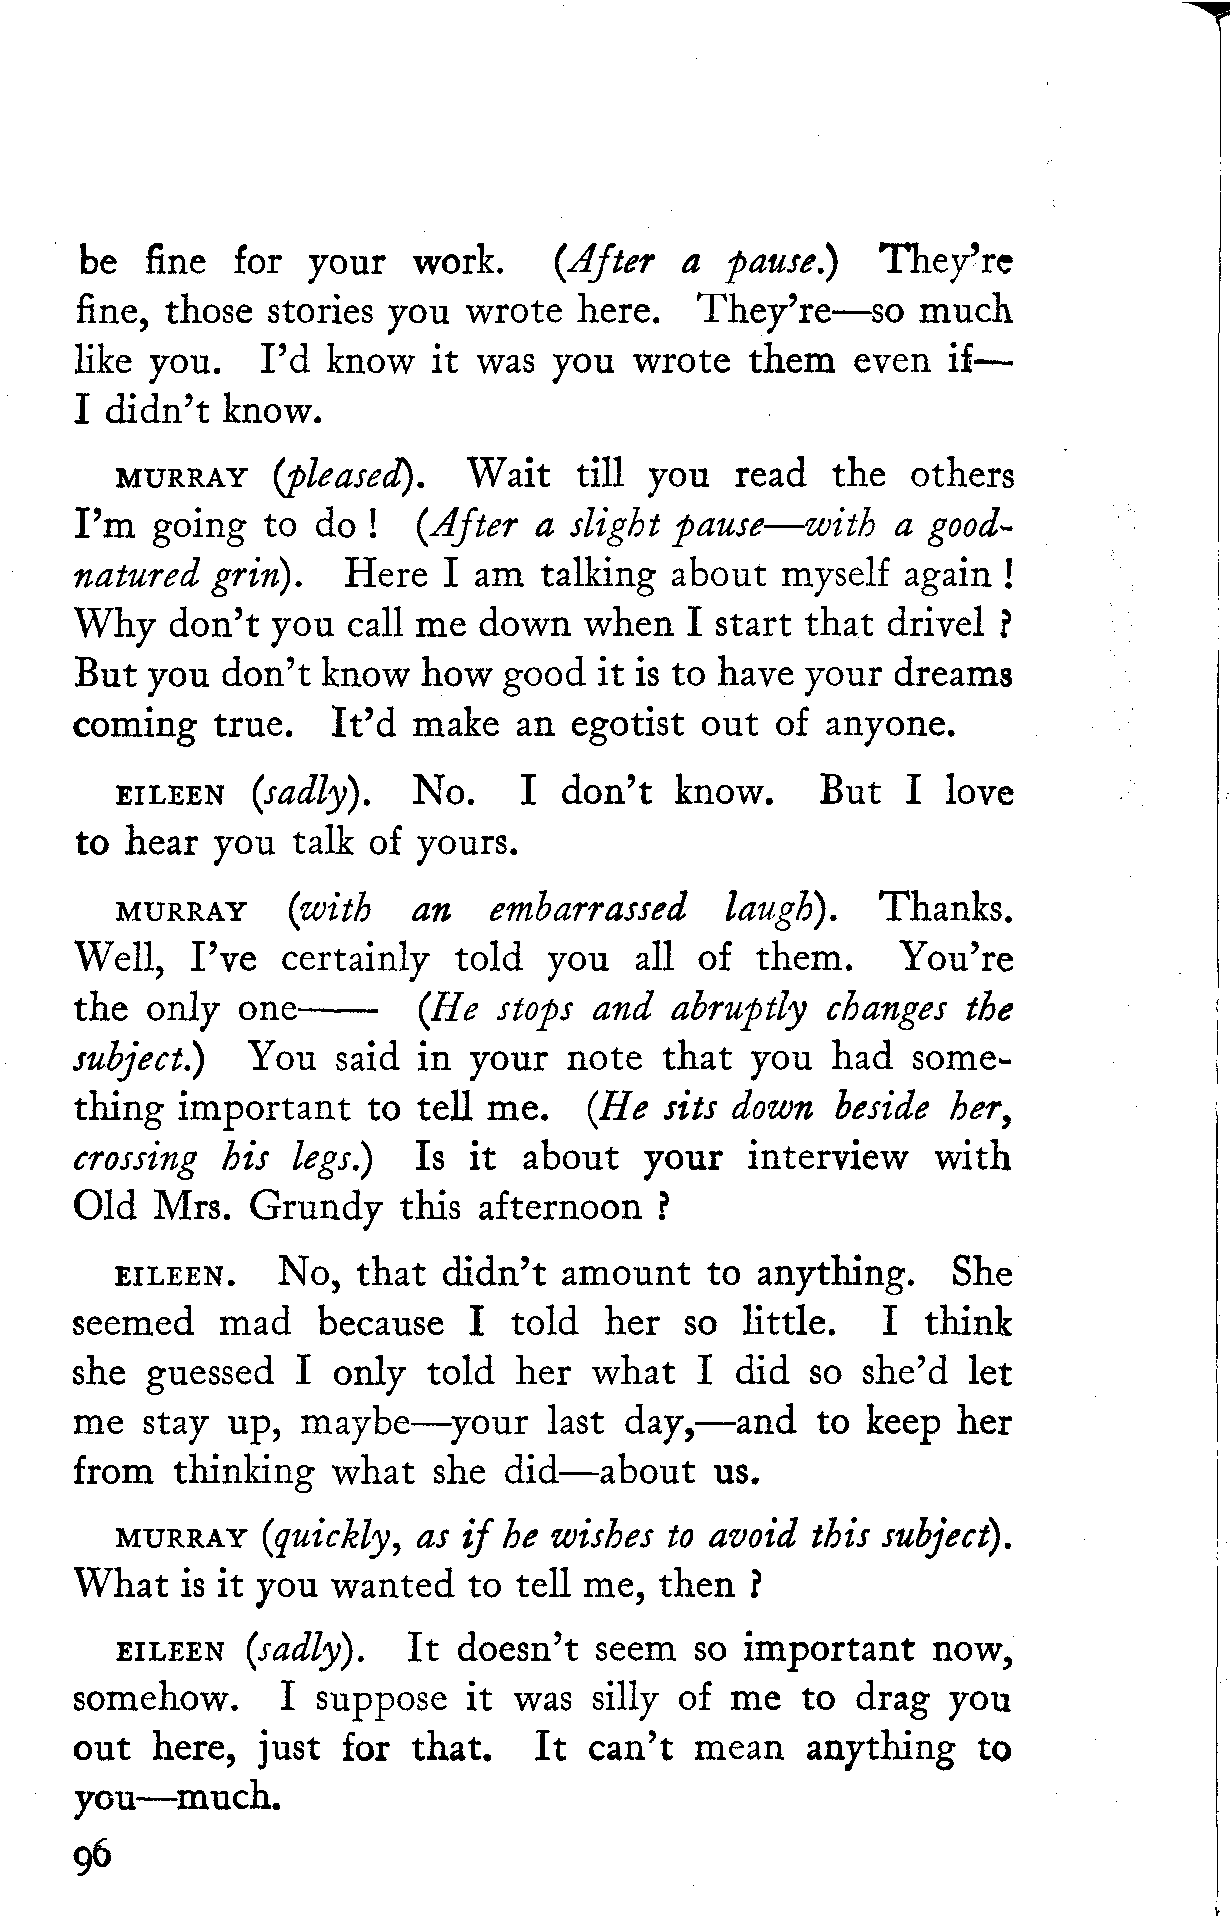 be fine for your work. (After a pause.) They're
fine, those stories you wrote here. They're—so much
like you. I'd know it was you wrote them even if—
I didn't know.
MURRAY (pleased). Wait till you read the others
I'm going to do ! (After a slight pause—with a good-
natured grin). Here I am talking about myself again !
Why don't you call me down when I start that drivel ?
But you don't know how good it is to have your dreams
coming true. It'd make an egotist out of anyone.
EILEEN (sadly). No. I don't know. But I love
to hear you talk of yours.
MURRAY (with an embarrassed laugh). Thanks.
Well, I've certainly told you all of them. You're
the only one—— (He stops and abruptly changes the
subject.) You said in your note that you had some-
thing important to tell me. (He sits down beside her,
crossing his legs.) Is it about your interview with
Old Mrs. Grundy this afternoon ?
EILEEN. No, that didn't amount to anything. She
seemed mad because I told her so little. I think
she guessed I only told her what I did so she'd let
me stay up, maybe—your last day,—and to keep her
from thinking what she did—about us.
MURRAY (quickly, as if he wishes to avoid this subject).
What is it you wanted to tell me, then ?
EILEEN (sadly). It doesn't seem so important now,
somehow. I suppose it was silly of me to drag you
out here, just for that. It can't mean anything to
you—much.
96